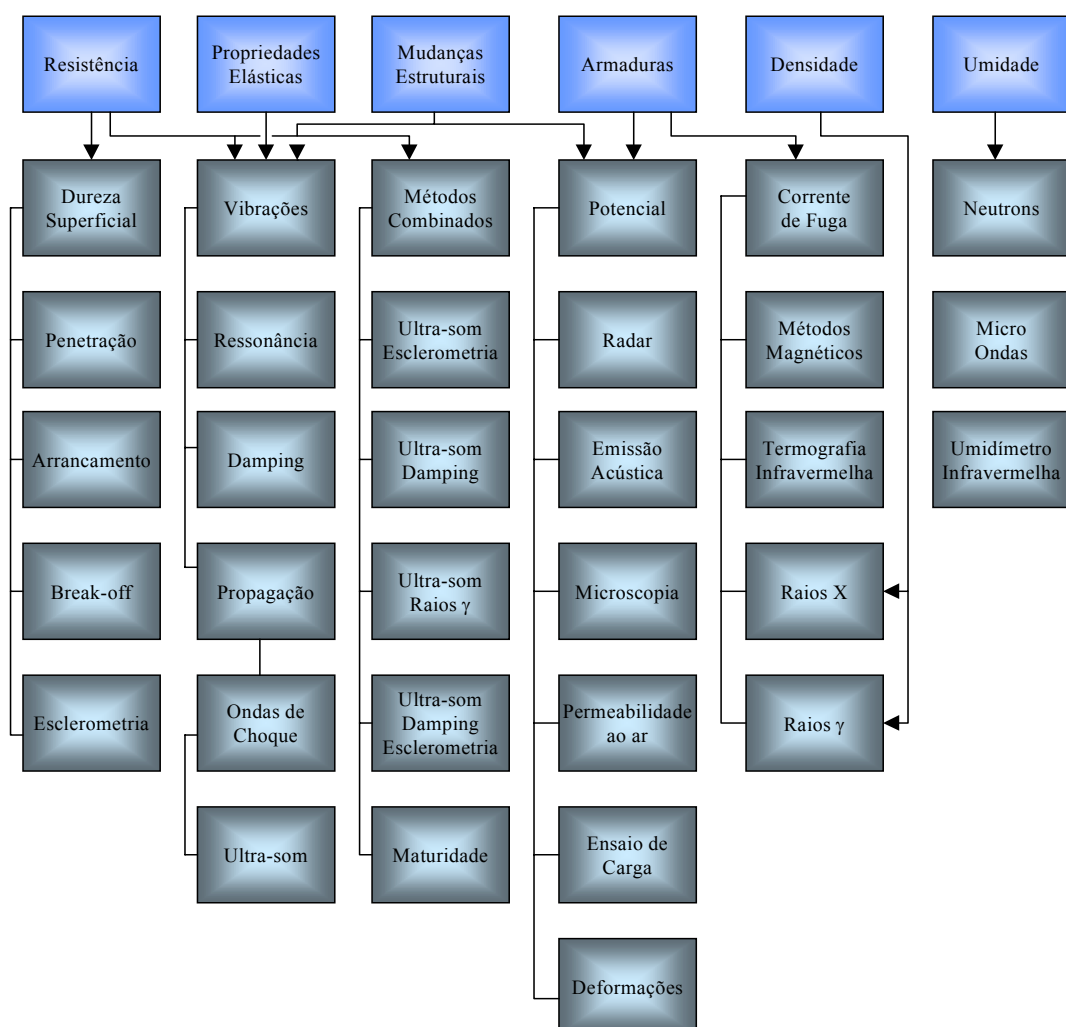 Resistência
Propriedades
Elásticas
Mudanças
Estruturais
Armaduras
Densidade
Umidade
Dureza
Superficial
Vibrações
Métodos
Combinados
Potencial
Corrente
de Fuga
Neutrons
Penetração
Ressonância
Ultra-som
Esclerometria
Radar
Métodos
Magnéticos
Micro
Ondas
Arrancamento
Damping
Ultra-som
Damping
Emissão
Acústica
Termografia
Infravermelha
Umidímetro
Infravermelha
Break-off
Propagação
Ultra-som
Raios γ
Microscopia
Raios X
Esclerometria
Ondas de
Choque
Ultra-som
Damping
Esclerometria
Permeabilidade
ao ar
Raios γ
Ultra-som
Maturidade
Ensaio de
Carga
Deformações